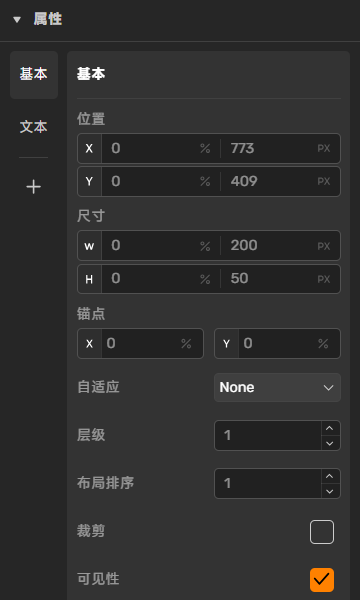 属性
基本
基本
文本
位置
X 0 % 773 PX
Y 0 % 409 PX
尺寸
W 0 % 200 PX
H 0 % 50 PX
锚点
X 0 % Y 0 %
自适应 None
层级 1
布局排序 1
裁剪
可见性